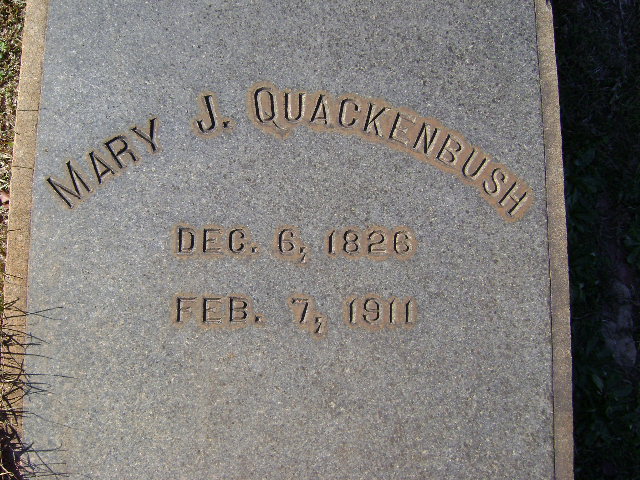 MARY J. QUACKENBUSH
DEC. 6, 1826
FEB. 7, 1911